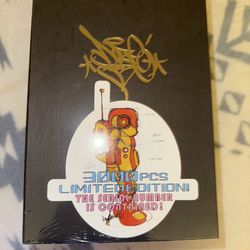 3000PCS
LIMITED EDITION!
THE SERIAL NUMBER
IS CONTAINED!